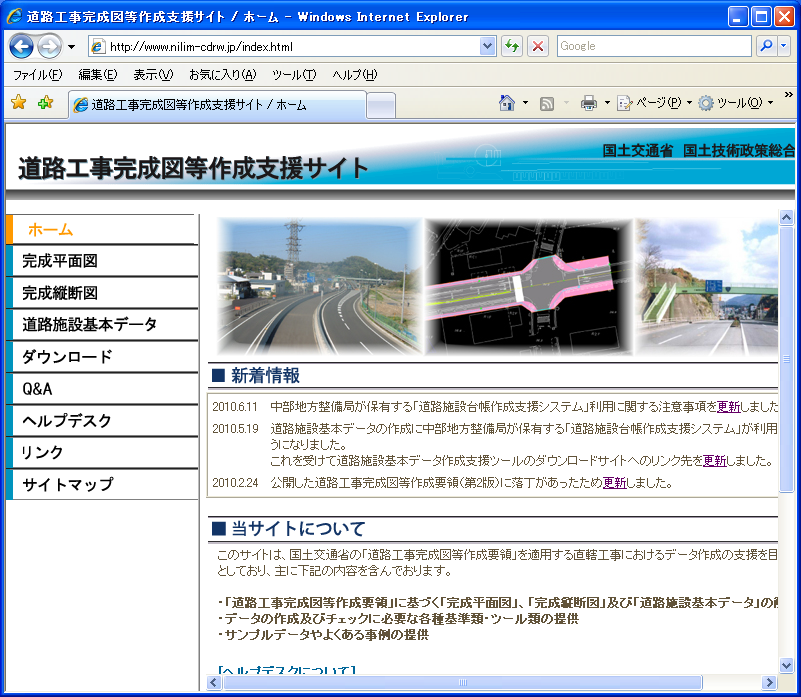 道路工事完成図等作成支援サイト / ホーム - Windows Internet Explorer
http://www.nilim-cdrw.jp/index.html
Google
ファイル(F) 編集(E) 表示(V) お気に入り(A) ツール(T) ヘルプ(H)
道路工事完成図等作成支援サイト / ホーム
ページ(P) ツール(O)
国土交通省 国土技術政策総合
道路工事完成図等作成支援サイト
ホーム
完成平面図
完成縦断図
道路施設基本データ
ダウンロード
Q&A
ヘルプデスク
リンク
サイトマップ
■ 新着情報
2010.6.11 中部地方整備局が保有する「道路施設台帳作成支援システム」利用に関する注意事項を更新しました
2010.5.19 道路施設基本データの作成に中部地方整備局が保有する「道路施設台帳作成支援システム」が利用
うになりました。
これを受けて道路施設基本データ作成支援ツールのダウンロードサイトへのリンク先を更新しました。
2010.2.24 公開した道路工事完成図等作成要領(第2版)に落丁があったため更新しました。
■ 当サイトについて
このサイトは、国土交通省の「道路工事完成図等作成要領」を適用する直轄工事におけるデータ作成の支援を目
としており、主に下記の内容を含んでおります。
・「道路工事完成図等作成要領」に基づく「完成平面図」、「完成縦断図」及び「道路施設基本データ」の
・データの作成及びチェックに必要な各種基準類・ツール類の提供
・サンプルデータやよくある事例の提供
[ヘルプデスクについて]